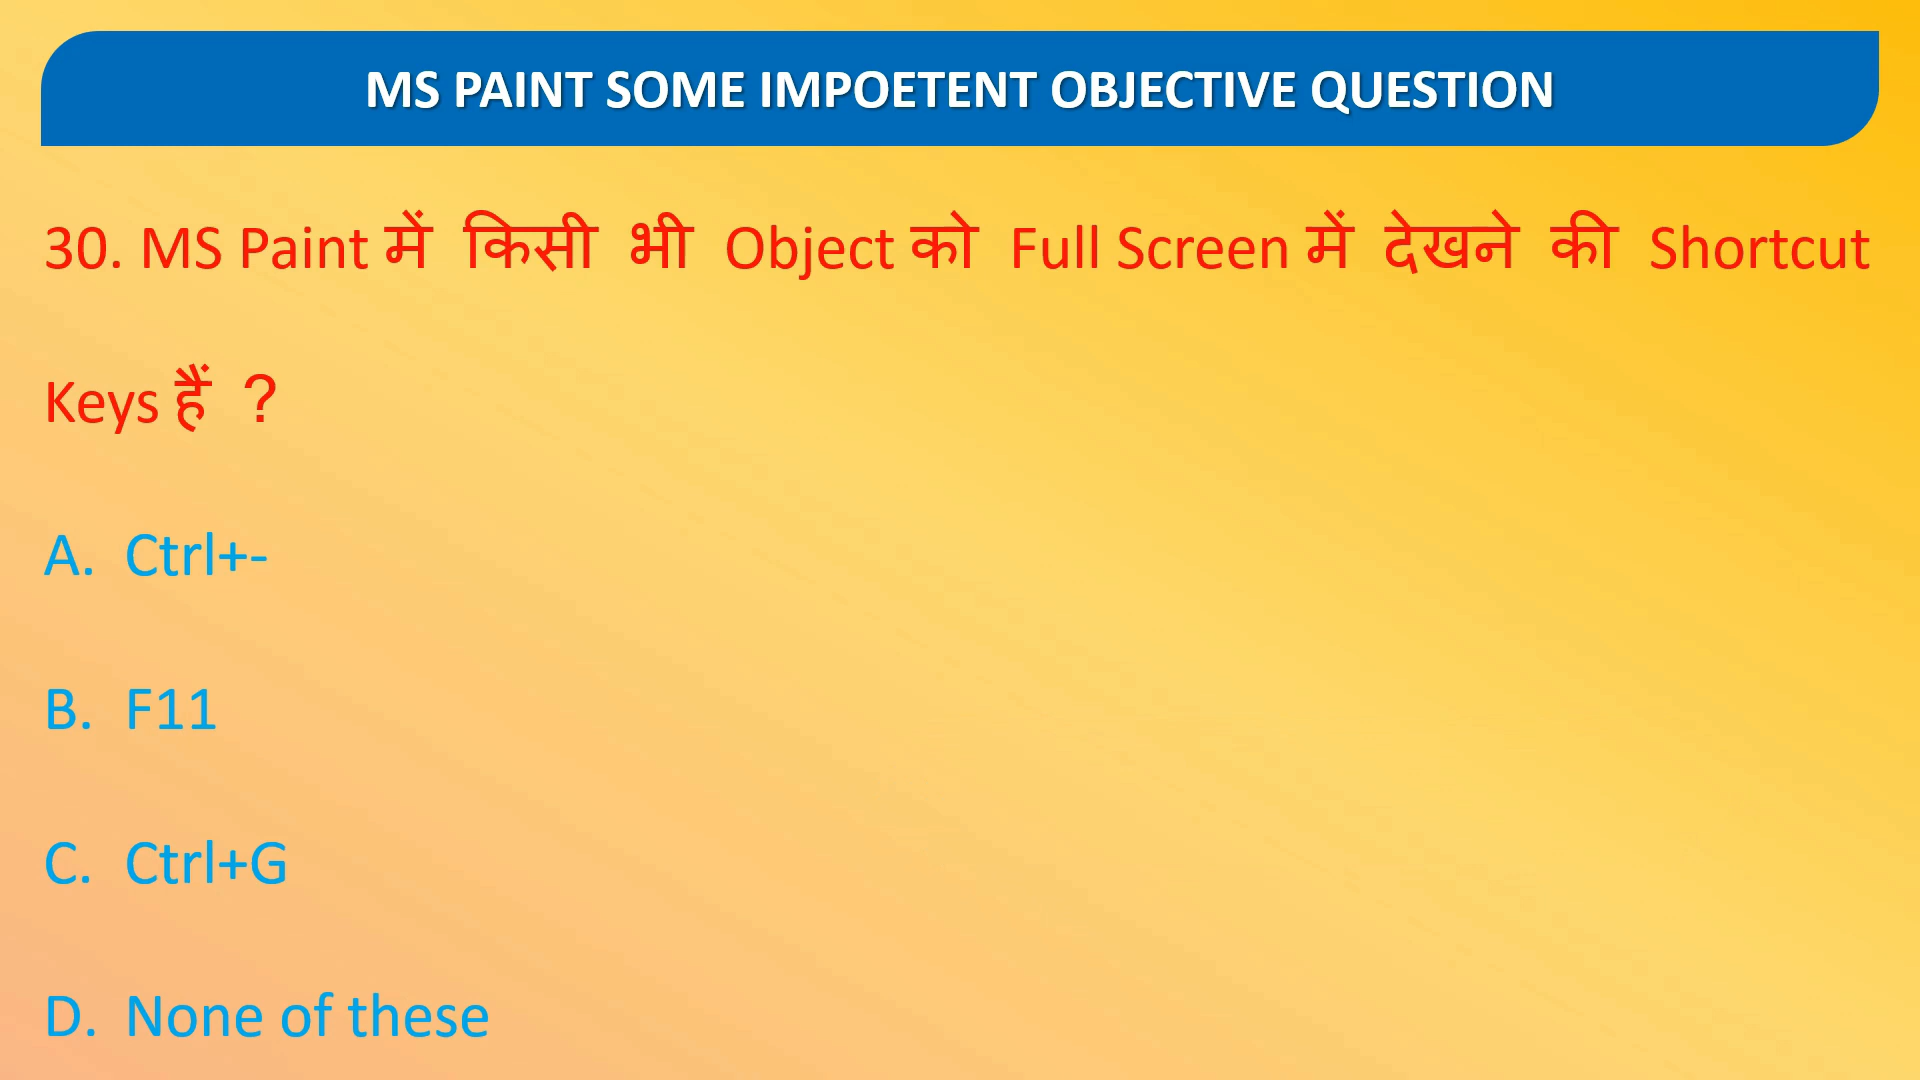 MS PAINT SOME IMPOETENT OBJECTIVE QUESTION
30. MS Paint में किसी भी Object को Full Screen में देखने की Shortcut
Keys हैं ?
A. Ctrl+-
B. F11
C. Ctrl+G
D. None of these